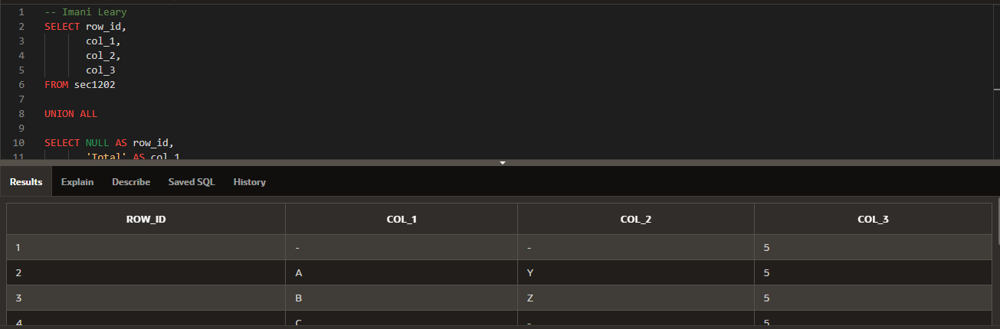 1 -- Imani Leary
2 SELECT row_id,
3 col_1,
4 col_2,
5 col_3
6 FROM sec1202
7
8 UNION ALL
9
10 SELECT NULL AS row_id,
11 'Total' AS col_1
Results Explain Describe Saved SQL History
ROW_ID COL_1 COL_2 COL_3
1 - - 5
2 A Y 5
3 B Z 5
4 C - 5